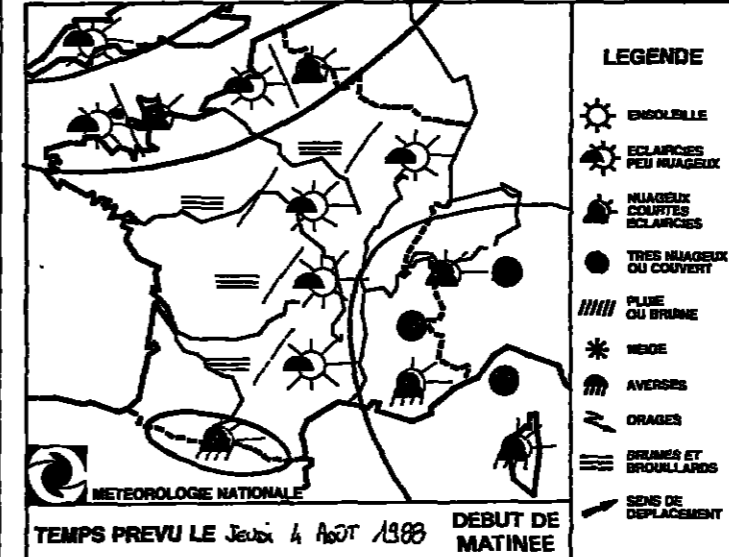 METEOROLOGIE NATIONALE
TEMPS PREVU LE Jeudi 4 Août 1988
DEBUT DE
MATINEE
LEGENDE
ENSOLEILLE
ECLAIRCIES
PEU NUAGEUX
NUAGEUX
COURTES
ECLAIRCIES
TRES NUAGEUX
OU COUVERT
PLUIE
OU BRUINE
NEIGE
AVERSES
ORAGES
BRUMES ET
BROUILLARDS
SENS DE
DEPLACEMENT